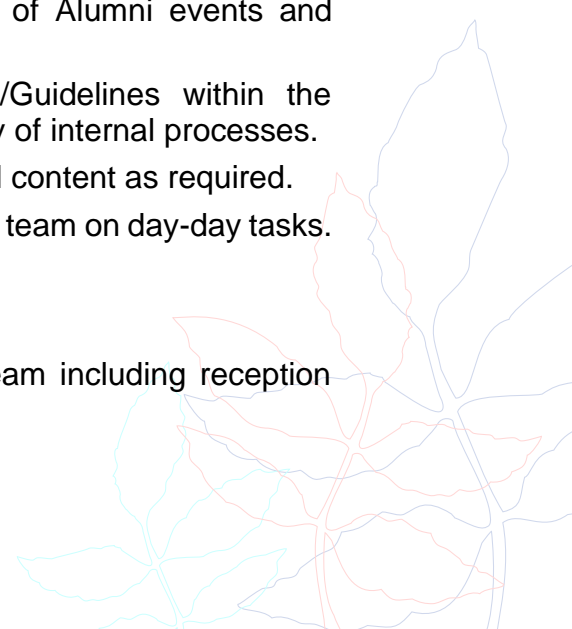 of Alumni events and
/Guidelines within the
of internal processes.
content as required.
team on day-day tasks.
including reception